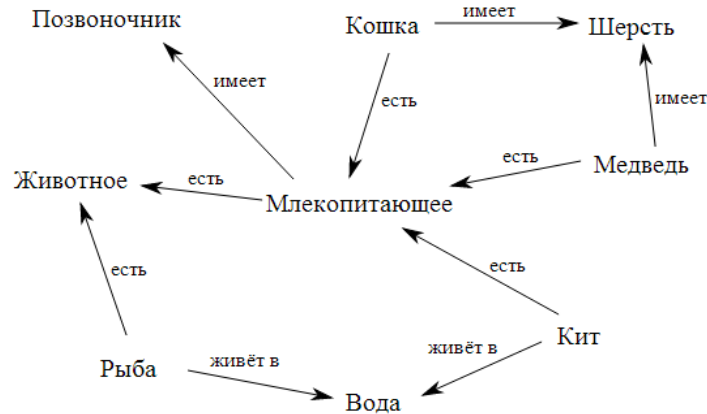 Позвоночник
Кошка
имеет
Шерсть
имеет
есть
имеет
Животное
есть
Млекопитающее
есть
Медведь
есть
есть
Рыба
живёт в
Вода
живёт в
Кит